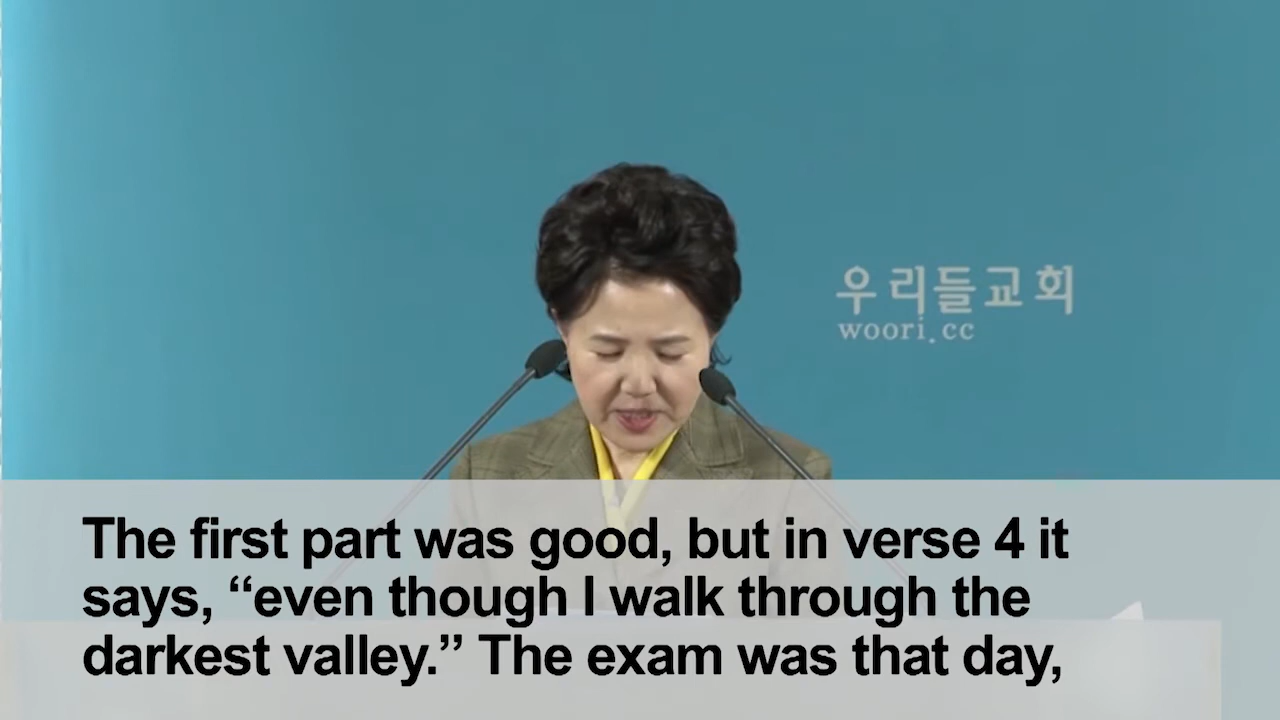 우리들교회
woori.cc
The first part was good, but in verse 4 it
says, “even though I walk through the
darkest valley.” The exam was that day,